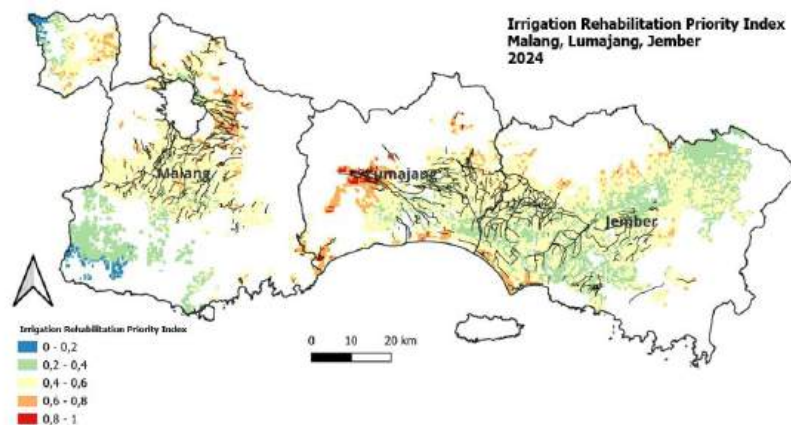 Irrigation Rehabilitation Priority Index
Malang, Lumajang, Jember
2024
Malang
Lumajang
Jember
Irrigation Rehabilitation Priority Index
0 - 0,2
0,2 - 0,4
0,4 - 0,6
0,6 - 0,8
0,8 - 1
0 10 20 km